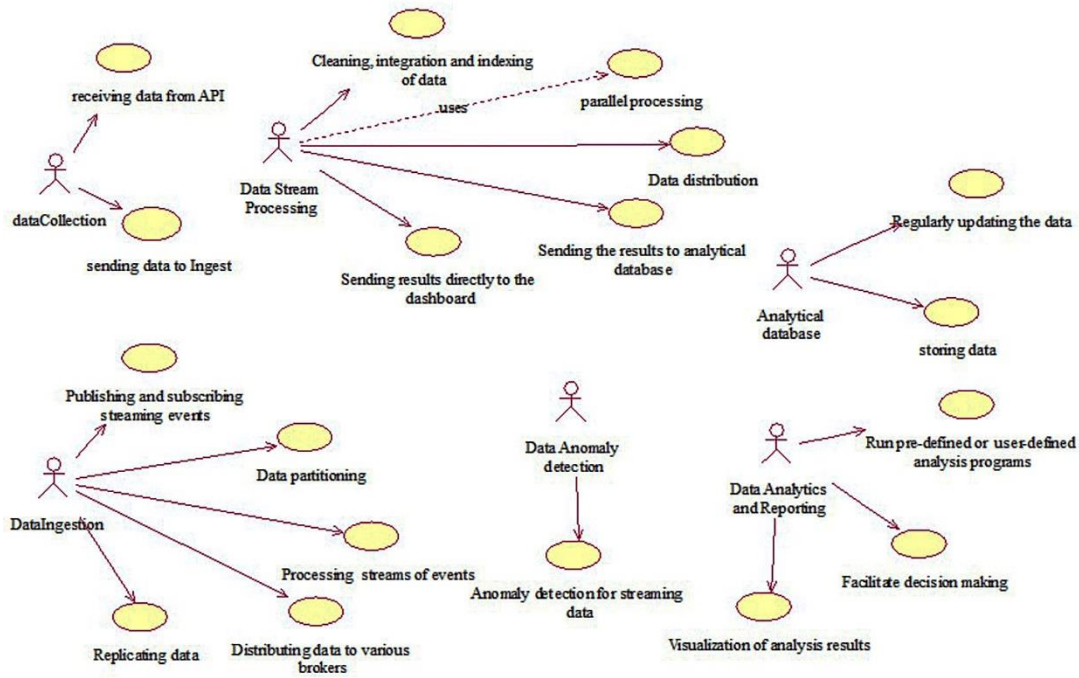 Cleaning, integration and indexing
of data
receiving data from API
uses
parallel processing
Data Stream
Processing
Data distribution
dataCollection
sending data to Ingest
Sending results directly to the
dashboard
Sending the results to analytical
database
Regularly updating the data
Analytical
database
storing data
Publishing and subscribing
streaming events
Data partitioning
DataIngestion
Processing streams of events
Replicating data
Distributing data to various
brokers
Data Anomaly
detection
Anomaly detection for streaming
data
Run pre-defined or user-defined
analysis programs
Data Analytics
and Reporting
Facilitate decision making
Visualization of analysis results